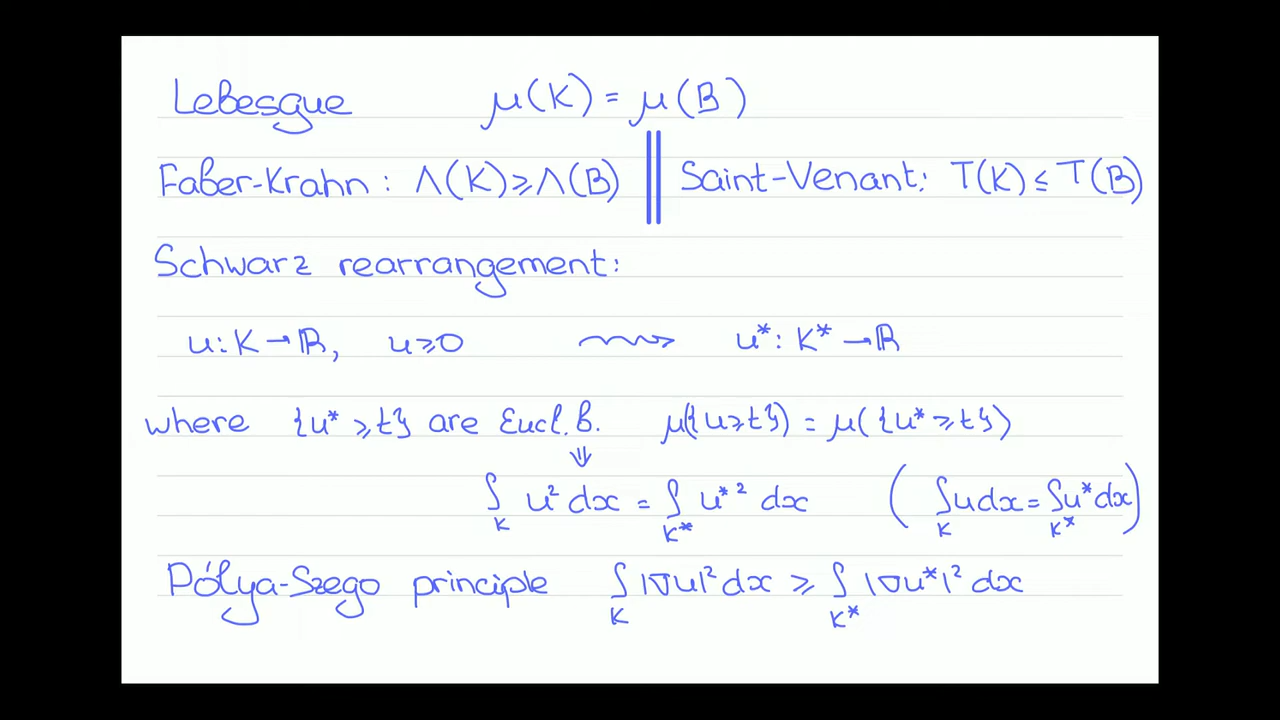 Lebesgue μ(K) = μ(B)
Faber-Krahn: Λ(K) ≥ Λ(B) || Saint-Venant: T(K) ≤ T(B)
Schwarz rearrangement:
u: K → ℝ, u ≥ 0 ⇝ u*: K* → ℝ
where {u* ≥ t} are Eucl. b. μ({u ≥ t}) = μ({u* ≥ t})
⇓
∫_K u² dx = ∫_{K*} u*² dx ( ∫_K u dx = ∫_{K*} u* dx )
Pólya-Szego principle ∫_K |∇u|² dx ≥ ∫_{K*} |∇u*|² dx